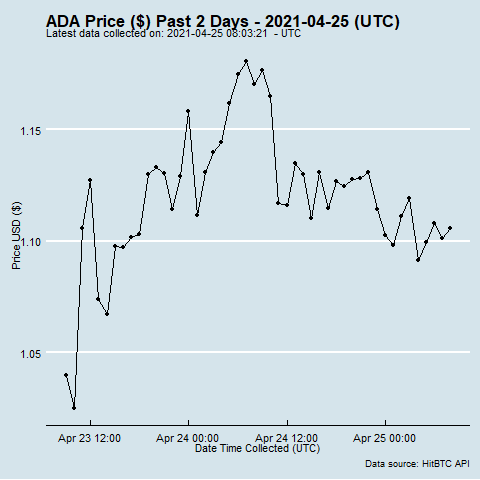 ADA Price ($) Past 2 Days - 2021-04-25 (UTC)
Latest data collected on: 2021-04-25 08:03:21 - UTC
Price USD ($)
1.15
1.10
1.05
Apr 23 12:00 Apr 24 00:00 Apr 24 12:00 Apr 25 00:00
Date Time Collected (UTC)
Data source: HitBTC API